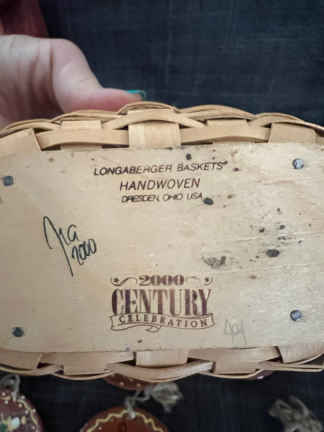 LONGABERGER BASKETS®
HANDWOVEN
DRESDEN, OHIO USA
2000
2000
CENTURY
CELEBRATION